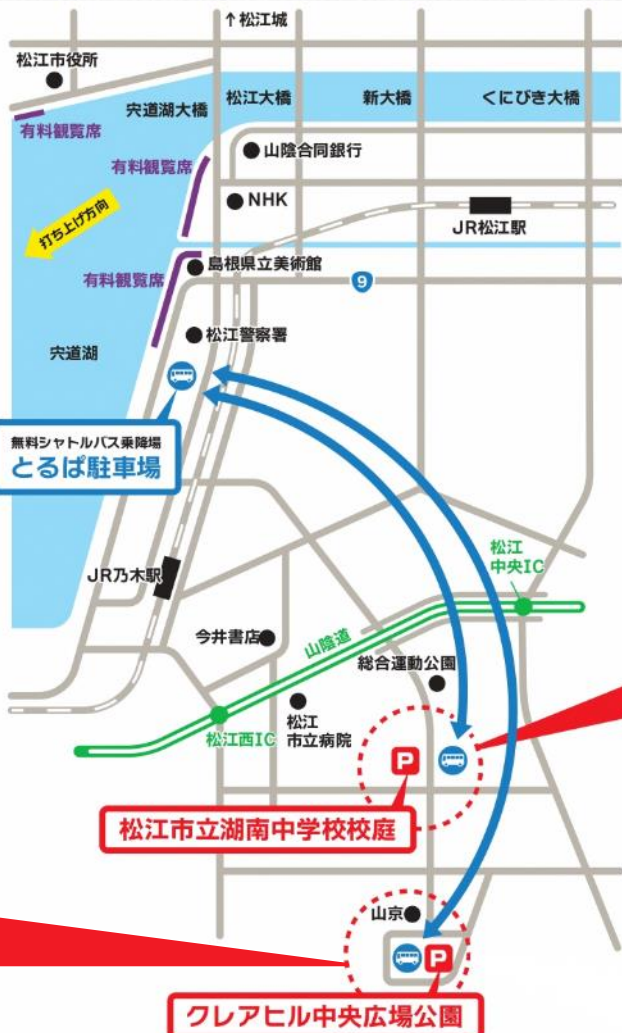 ↑松江城
松江市役所
宍道湖大橋
松江大橋
新大橋
くにびき大橋
有料観覧席
山陰合同銀行
有料観覧席
NHK
打ち上げ方向
JR松江駅
島根県立美術館
有料観覧席
9
松江警察署
宍道湖
無料シャトルバス乗降場
とるぱ駐車場
松江
中央IC
JR乃木駅
今井書店
山陰道
総合運動公園
松江西IC
松江
市立病院
P
松江市立湖南中学校校庭
山京
P
クレアヒル中央広場公園